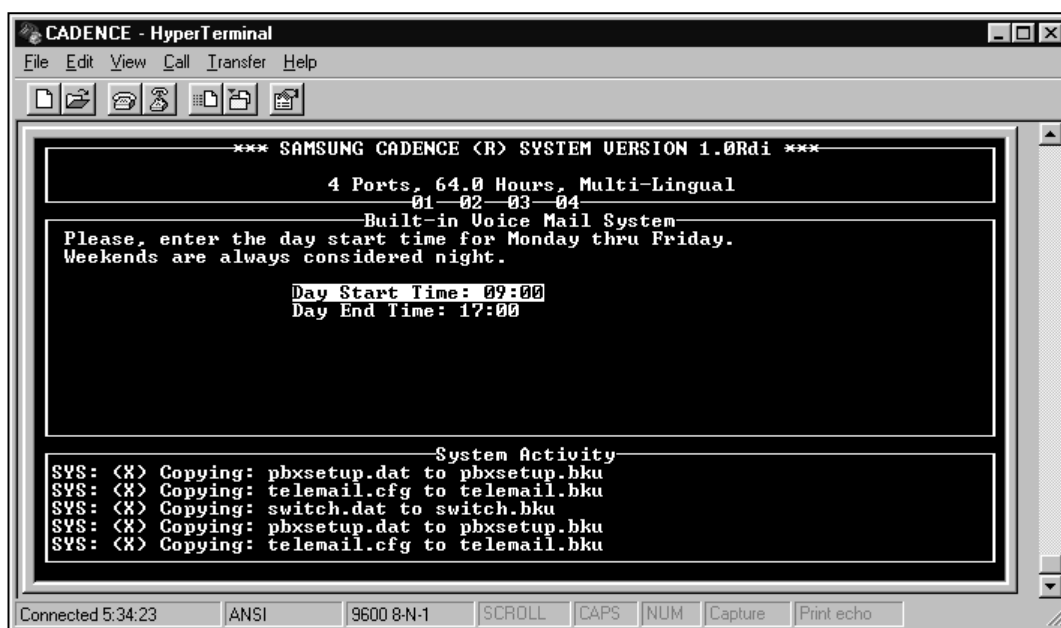 CADENCE - HyperTerminal
File Edit View Call Transfer Help
*** SAMSUNG CADENCE (R) SYSTEM VERSION 1.0Rdi ***
4 Ports, 64.0 Hours, Multi-Lingual
01 02 03 04
Built-in Voice Mail System
Please, enter the day start time for Monday thru Friday.
Weekends are always considered night.
Day Start Time: 09:00
Day End Time: 17:00
System Activity
SYS: (X) Copying: pbxsetup.dat to pbxsetup.bku
SYS: (X) Copying: telemail.cfg to telemail.bku
SYS: (X) Copying: switch.dat to switch.bku
SYS: (X) Copying: pbxsetup.dat to pbxsetup.bku
SYS: (X) Copying: telemail.cfg to telemail.bku
Connected 5:34:23 ANSI 9600 8-N-1 SCROLL CAPS NUM Capture Print echo